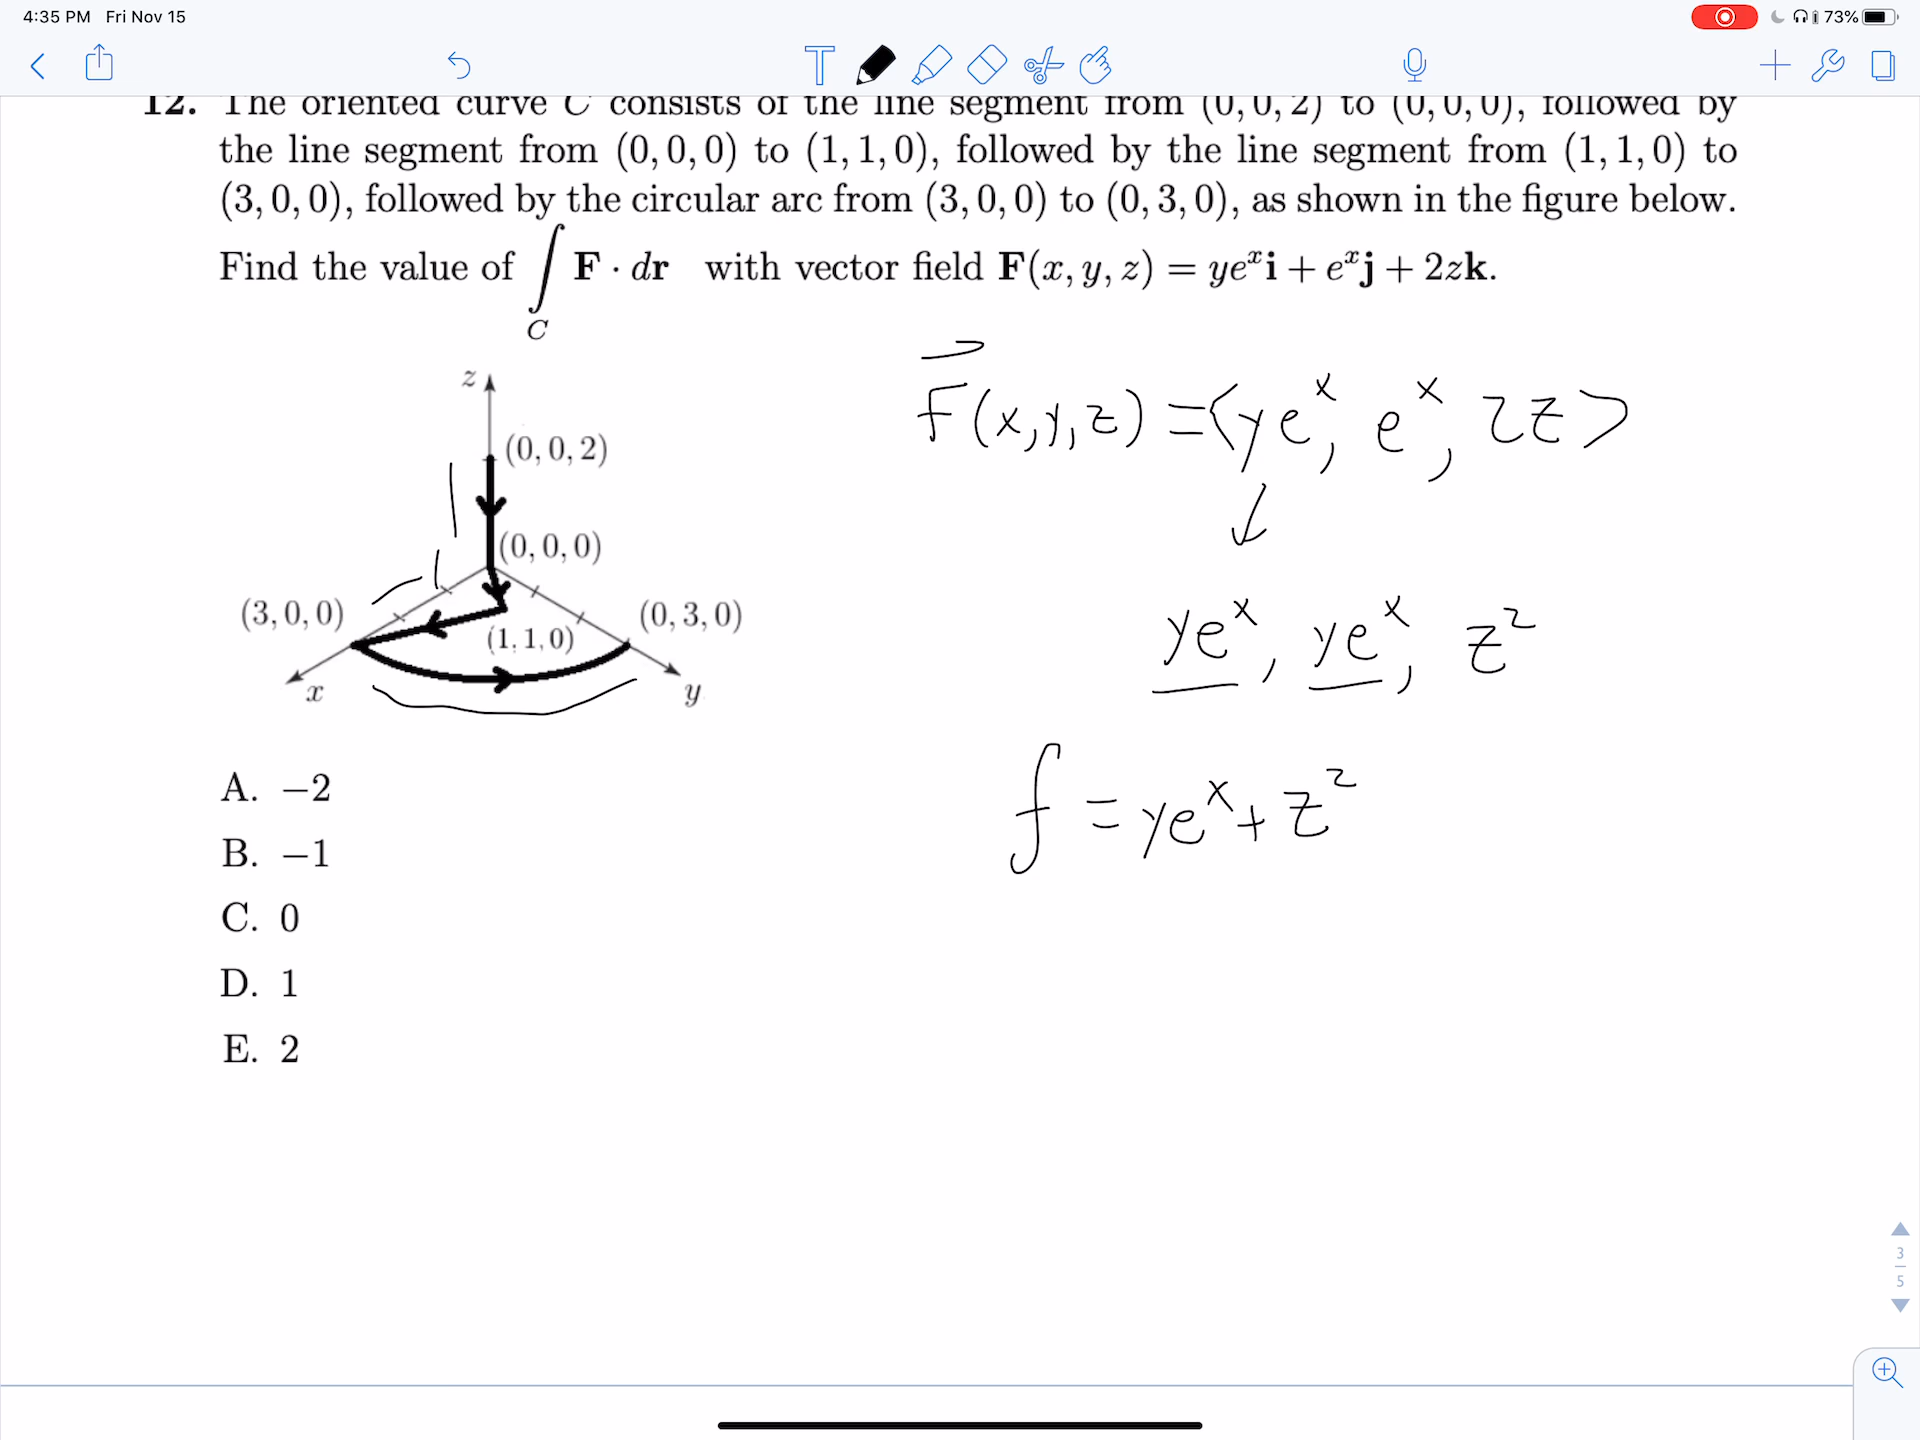 4:35 PM Fri Nov 15
73%
12. The oriented curve C consists of the line segment from (0, 0, 2) to (0, 0, 0), followed by
the line segment from (0, 0, 0) to (1, 1, 0), followed by the line segment from (1, 1, 0) to
(3, 0, 0), followed by the circular arc from (3, 0, 0) to (0, 3, 0), as shown in the figure below.
Find the value of ∫_C F · dr with vector field F(x, y, z) = ye^x i + e^x j + 2zk.
F(x,y,z) = <ye^x, e^x, 2z>
z
(0, 0, 2)
(0, 0, 0)
(3, 0, 0)
(0, 3, 0)
(1, 1, 0)
x
y
ye^x, ye^x, z^2
f = ye^x + z^2
A. −2
B. −1
C. 0
D. 1
E. 2
3
5